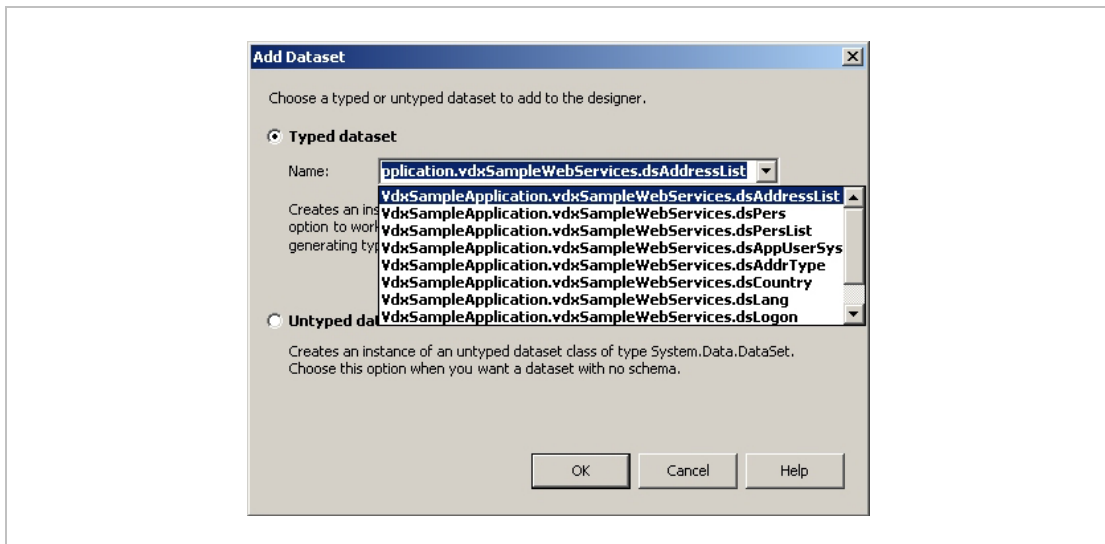 Add Dataset
Choose a typed or untyped dataset to add to the designer.
Typed dataset
Name:
pplication.vdxSampleWebServices.dsAddressList
VdxSampleApplication.vdxSampleWebServices.dsAddressList
VdxSampleApplication.vdxSampleWebServices.dsPers
VdxSampleApplication.vdxSampleWebServices.dsPersList
VdxSampleApplication.vdxSampleWebServices.dsAppUserSys
VdxSampleApplication.vdxSampleWebServices.dsAddrType
VdxSampleApplication.vdxSampleWebServices.dsCountry
VdxSampleApplication.vdxSampleWebServices.dsLang
VdxSampleApplication.vdxSampleWebServices.dsLogon
Creates an ins
option to work
generating typ
Untyped dat
Creates an instance of an untyped dataset class of type System.Data.DataSet.
Choose this option when you want a dataset with no schema.
OK
Cancel
Help